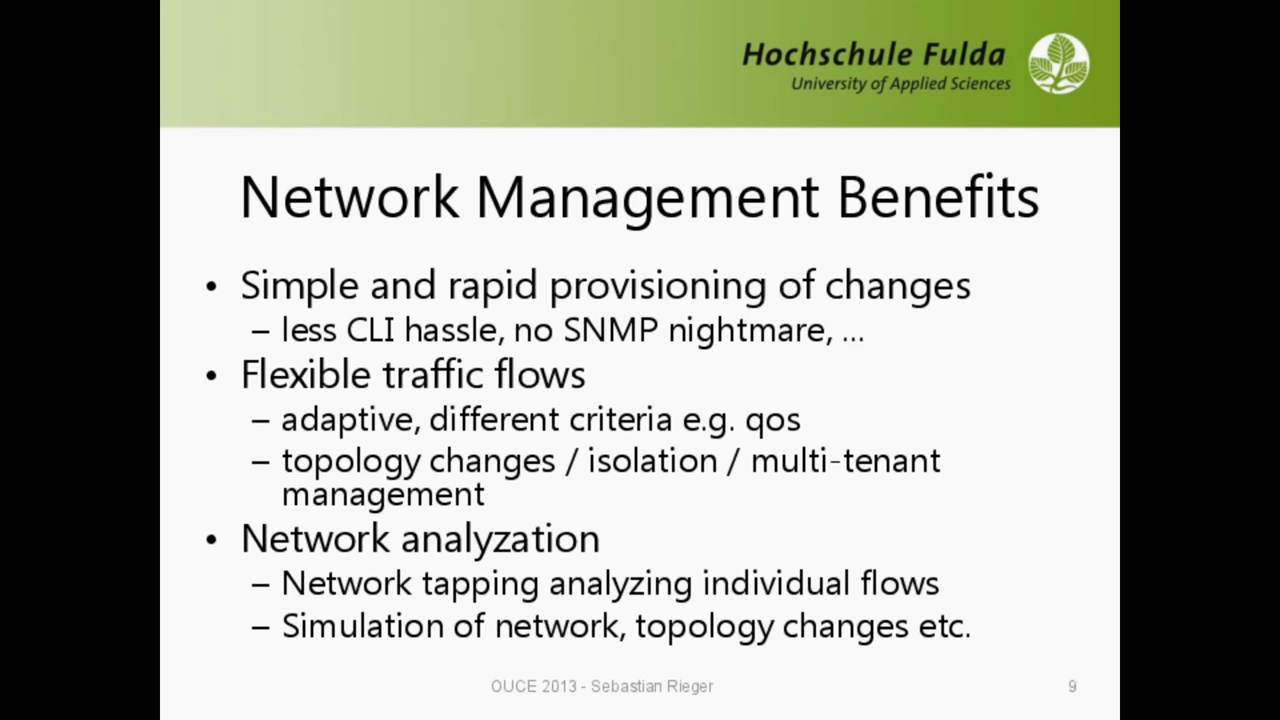 Hochschule Fulda
University of Applied Sciences
Network Management Benefits
• Simple and rapid provisioning of changes
– less CLI hassle, no SNMP nightmare, ...
• Flexible traffic flows
– adaptive, different criteria e.g. qos
– topology changes / isolation / multi-tenant
management
• Network analyzation
– Network tapping analyzing individual flows
– Simulation of network, topology changes etc.
OUCE 2013 - Sebastian Rieger
9